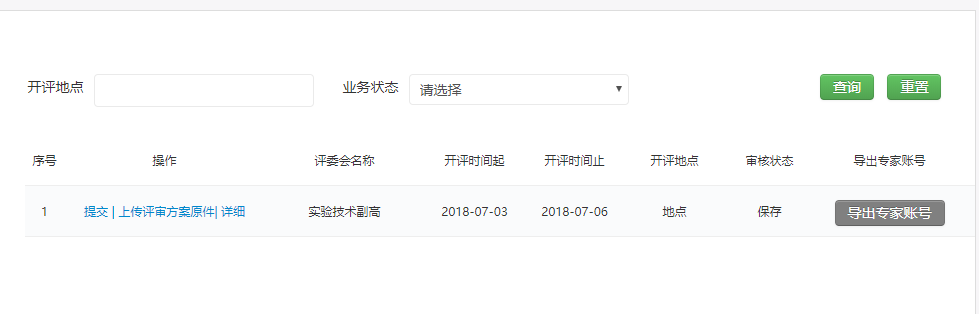 开评地点 业务状态 请选择 查询 重置
序号 操作 评委会名称 开评时间起 开评时间止 开评地点 审核状态 导出专家账号
1 提交 | 上传评审方案原件| 详细 实验技术副高 2018-07-03 2018-07-06 地点 保存 导出专家账号